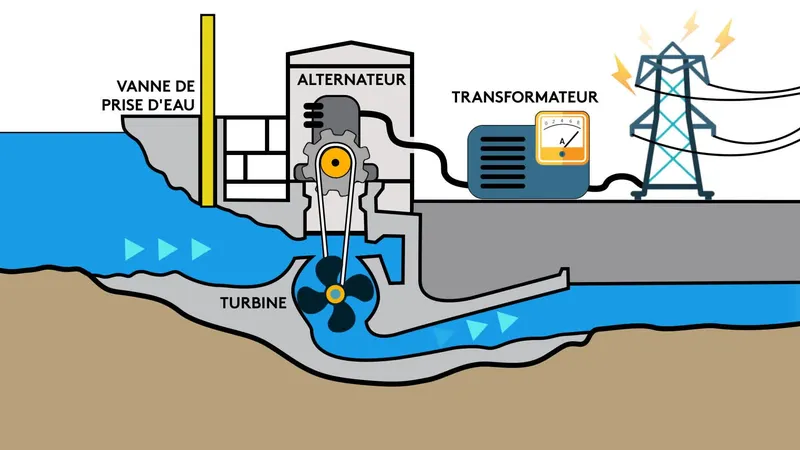 ALTERNATEUR
VANNE DE
PRISE D'EAU
TRANSFORMATEUR
A
TURBINE